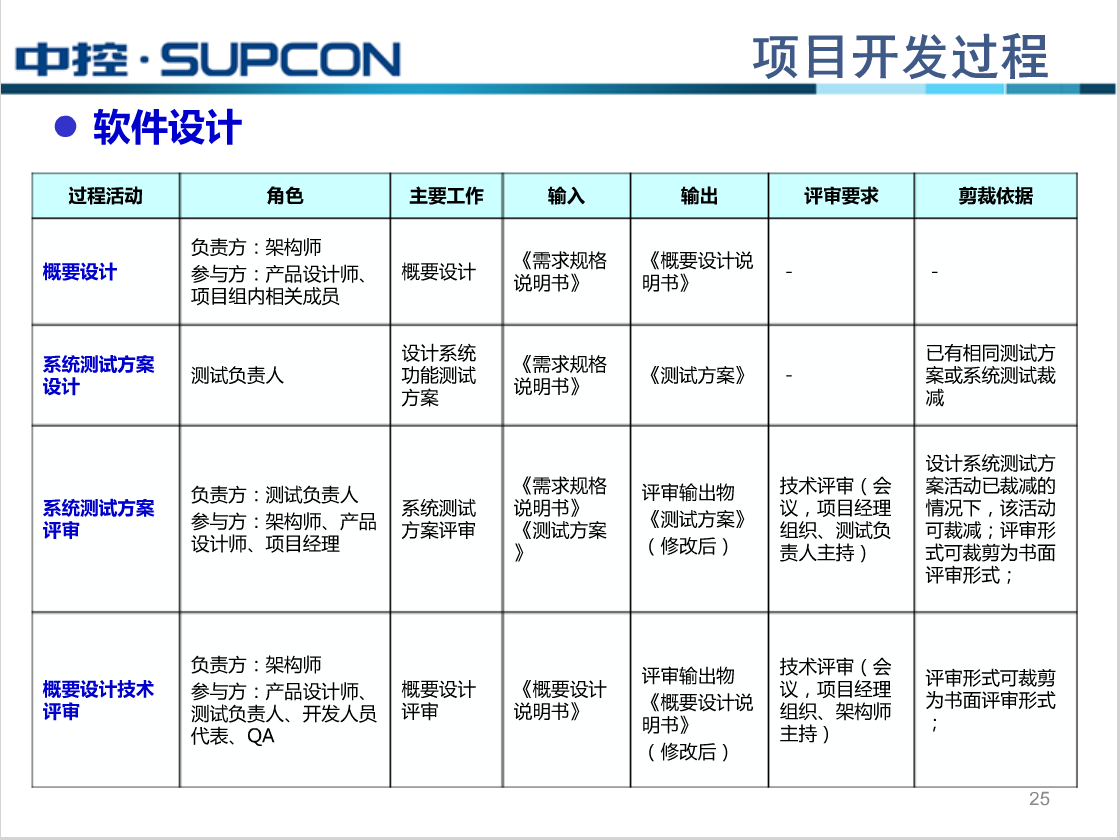 中控·SUPCON
项目开发过程
软件设计
过程活动
角色
主要工作
输入
输出
评审要求
剪裁依据
概要设计
负责方：架构师
参与方：产品设计师、
项目组内相关成员
概要设计
《需求规格
说明书》
《概要设计说
明书》
-
-
系统测试方案
设计
测试负责人
设计系统
功能测试
方案
《需求规格
说明书》
《测试方案》
-
已有相同测试方
案或系统测试裁
减
系统测试方案
评审
负责方：测试负责人
参与方：架构师、产品
设计师、项目经理
系统测试
方案评审
《需求规格
说明书》
《测试方案
》
评审输出物
《测试方案》
（修改后）
技术评审（会
议，项目经理
组织、测试负
责人主持）
设计系统测试方
案活动已裁减的
情况下，该活动
可裁减；评审形
式可裁剪为书面
评审形式；
概要设计技术
评审
负责方：架构师
参与方：产品设计师、
测试负责人、开发人员
代表、QA
概要设计
评审
《概要设计
说明书》
评审输出物
《概要设计说
明书》
（修改后）
技术评审（会
议，项目经理
组织、架构师
主持）
评审形式可裁剪
为书面评审形式
；
25